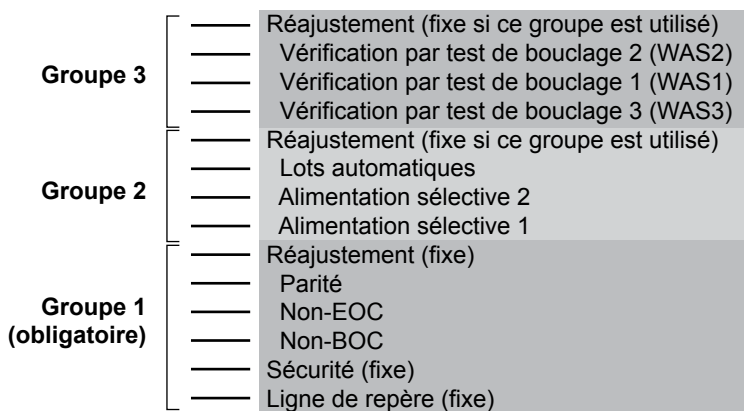 Groupe 3
Réajustement (fixe si ce groupe est utilisé)
Vérification par test de bouclage 2 (WAS2)
Vérification par test de bouclage 1 (WAS1)
Vérification par test de bouclage 3 (WAS3)
Groupe 2
Réajustement (fixe si ce groupe est utilisé)
Lots automatiques
Alimentation sélective 2
Alimentation sélective 1
Groupe 1
(obligatoire)
Réajustement (fixe)
Parité
Non-EOC
Non-BOC
Sécurité (fixe)
Ligne de repère (fixe)